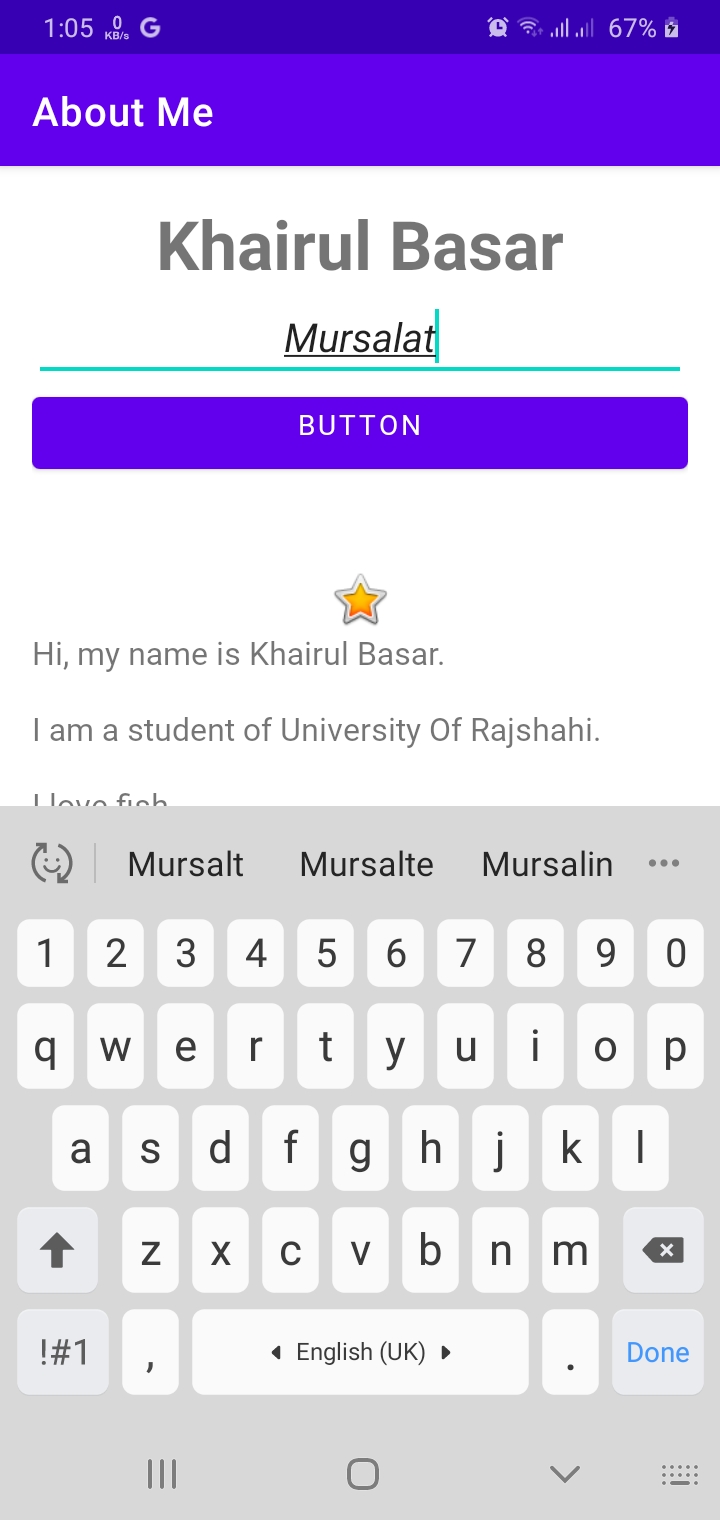 1:05 0 KB/s G 67%
About Me
Khairul Basar
Mursalat
BUTTON
Hi, my name is Khairul Basar.
I am a student of University Of Rajshahi.
I love fish
Mursalt Mursalte Mursalin
1 2 3 4 5 6 7 8 9 0
q w e r t y u i o p
a s d f g h j k l
z x c v b n m
!#1 , English (UK) . Done